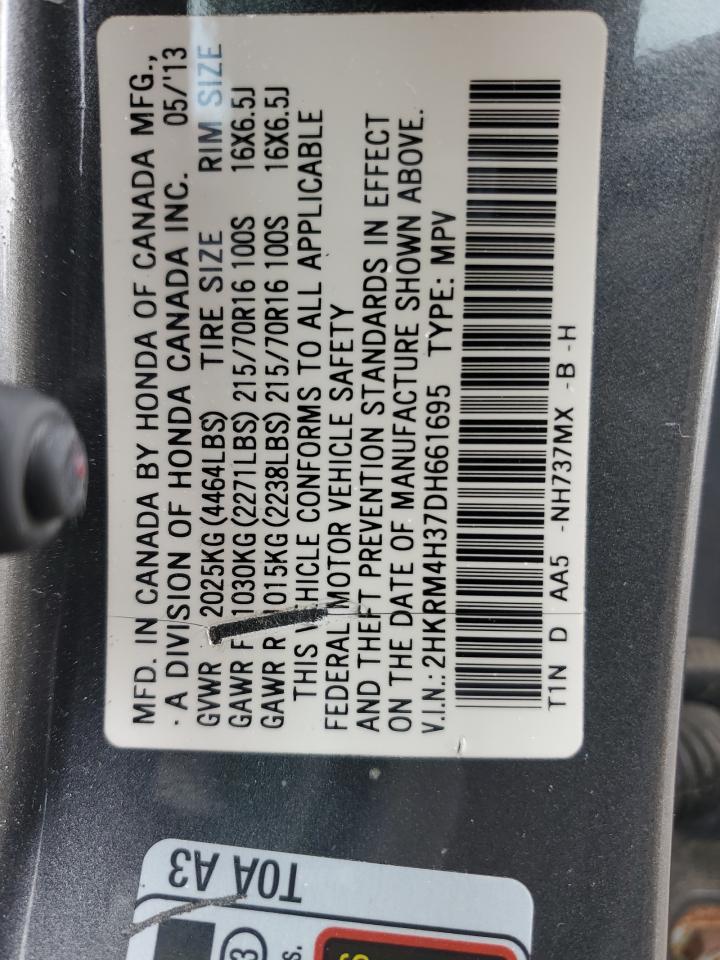 MFD. IN CANADA BY HONDA OF CANADA MFG.,
· A DIVISION OF HONDA CANADA INC. 05/'13
GVWR 2025KG(4464LBS) TIRE SIZE RIM SIZE
GAWR F 1030KG(2271LBS) 215/70R16 100S 16X6.5J
GAWR R 1015KG(2238LBS) 215/70R16 100S 16X6.5J
THIS VEHICLE CONFORMS TO ALL APPLICABLE
FEDERAL MOTOR VEHICLE SAFETY
AND THEFT PREVENTION STANDARDS IN EFFECT
ON THE DATE OF MANUFACTURE SHOWN ABOVE.
V.I.N.: 2HKRM4H37DH661695 TYPE: MPV
T1N D AA5 -NH737MX -B -H
T0A A3
3
s.